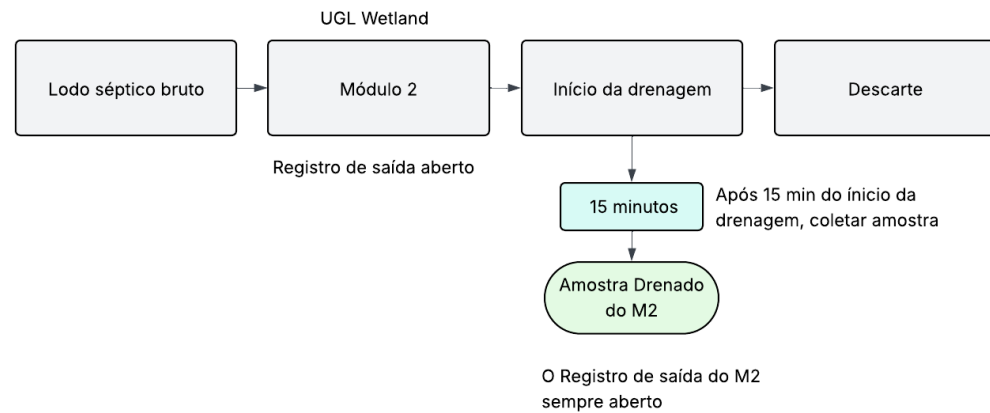 UGL Wetland
Lodo séptico bruto
Módulo 2
Início da drenagem
Descarte
Registro de saída aberto
15 minutos
Após 15 min do ínicio da
drenagem, coletar amostra
Amostra Drenado
do M2
O Registro de saída do M2
sempre aberto